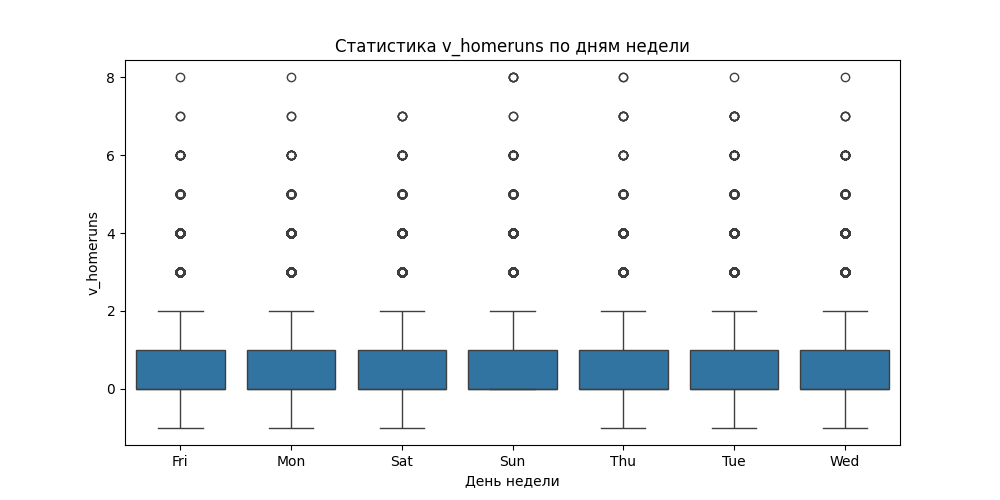 Статистика v_homeruns по дням недели
v_homeruns
8
6
4
2
0
Fri Mon Sat Sun Thu Tue Wed
День недели